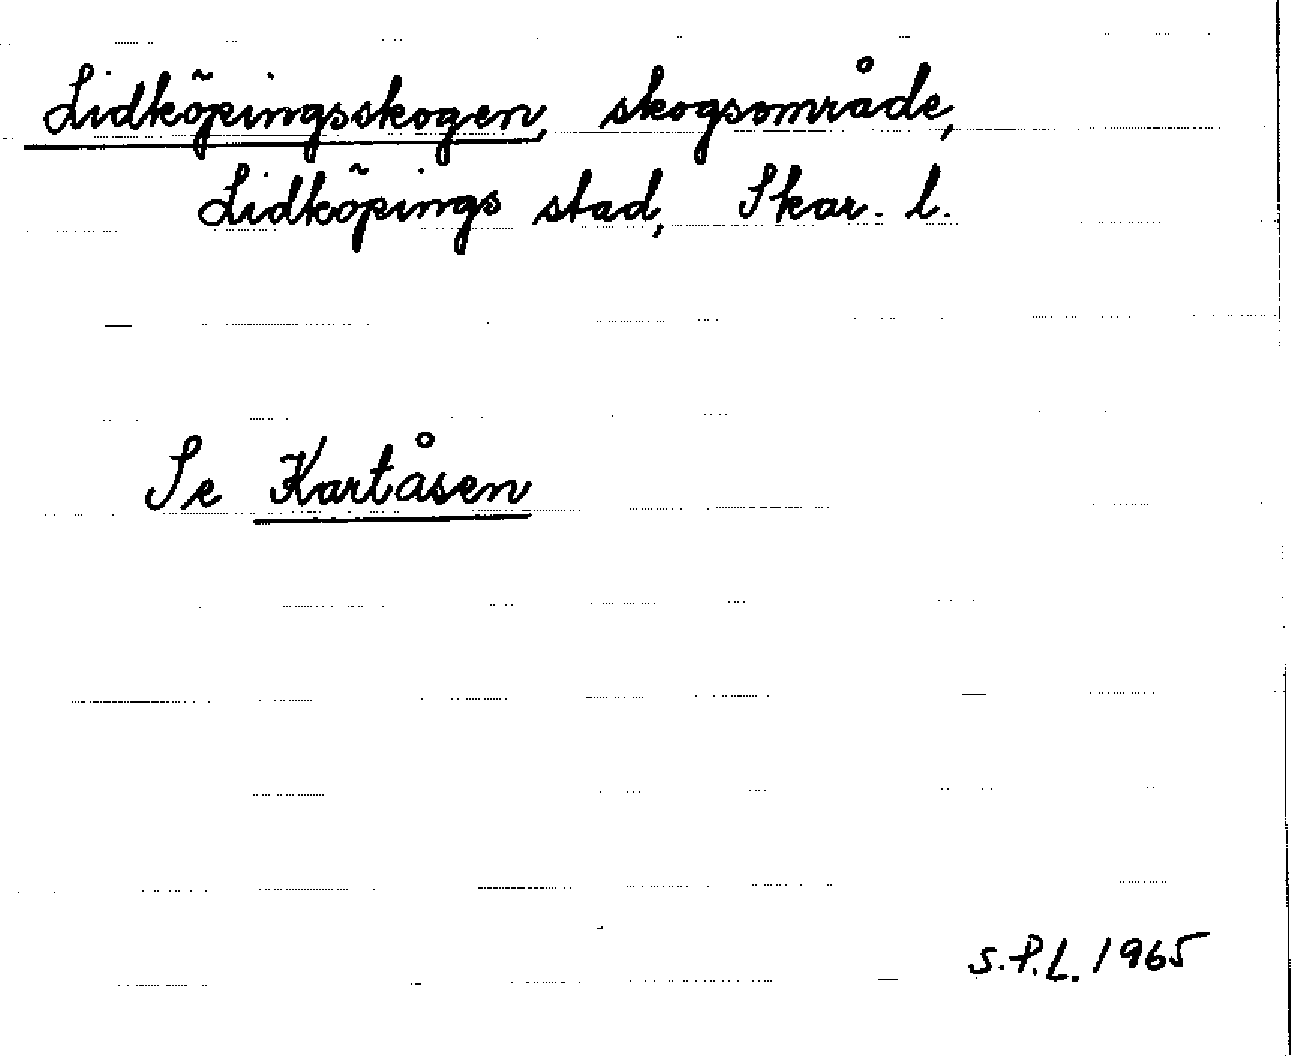 Lidköpingsskogen, skogsområde,
Lidköpings stad, Skar. l.
Se Kartåsen
S.P.L. 1965